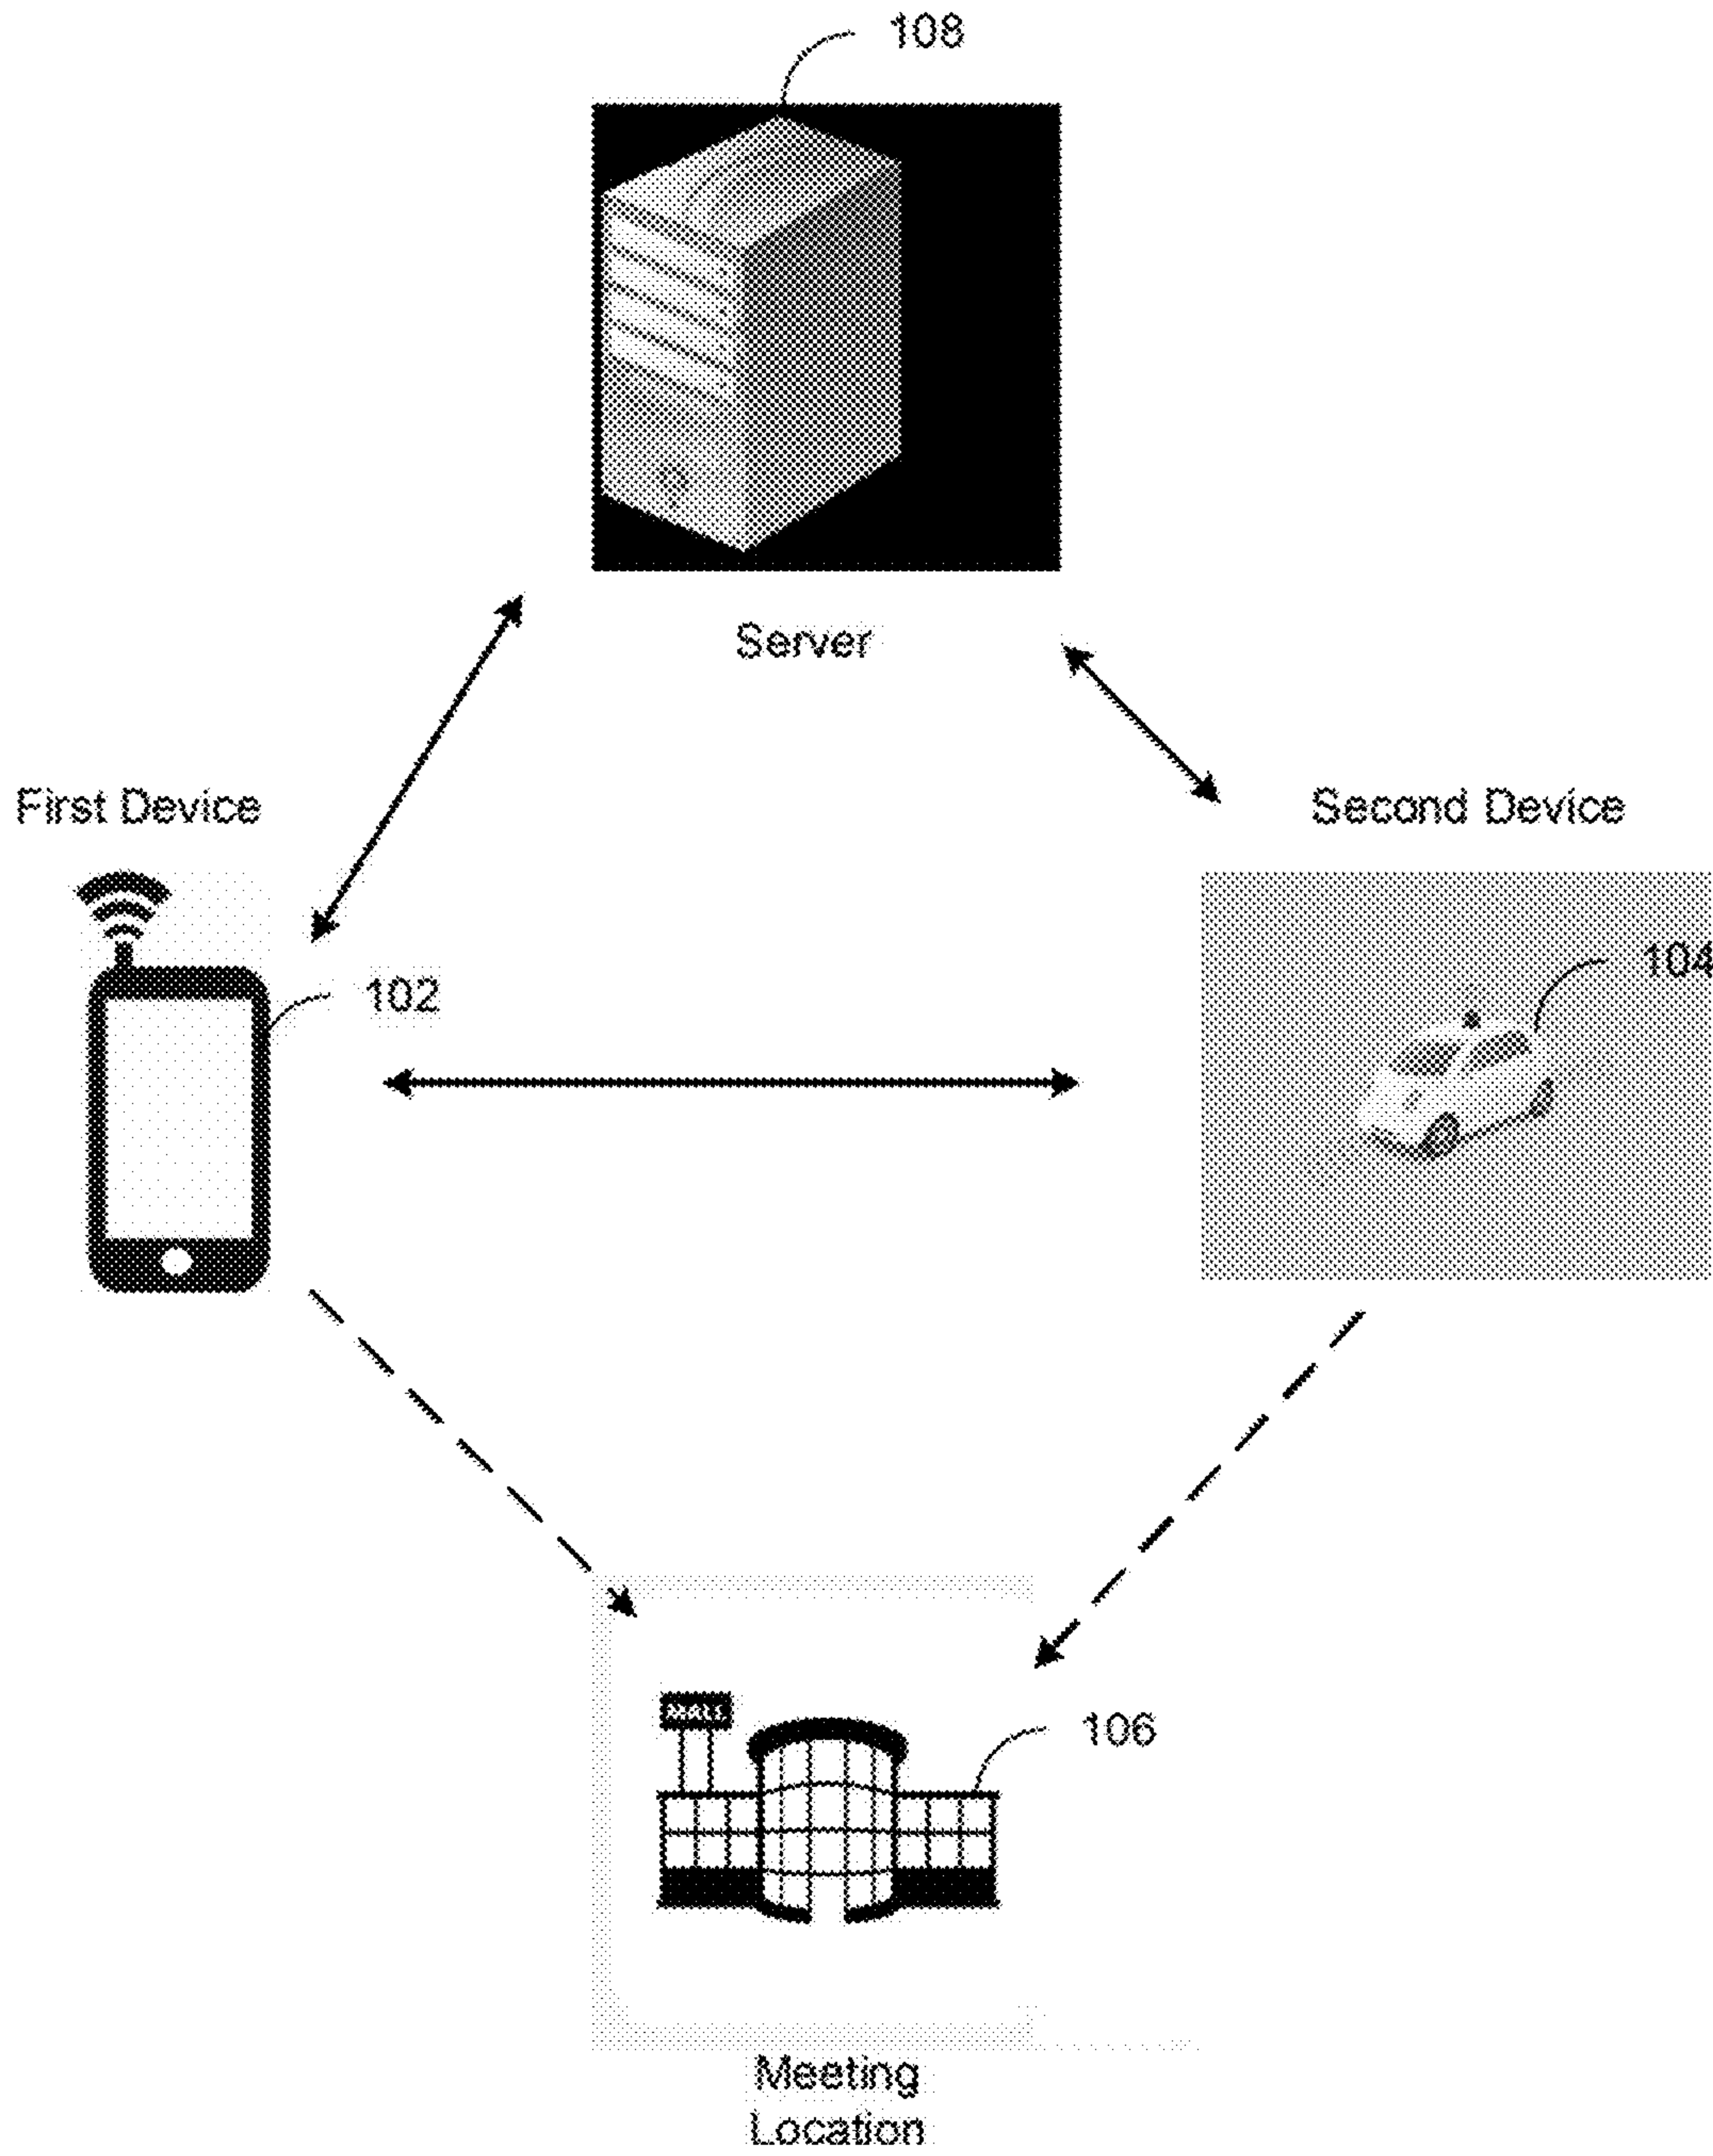 108
Server
First Device
Second Device
104
102
106
Meeting
Location